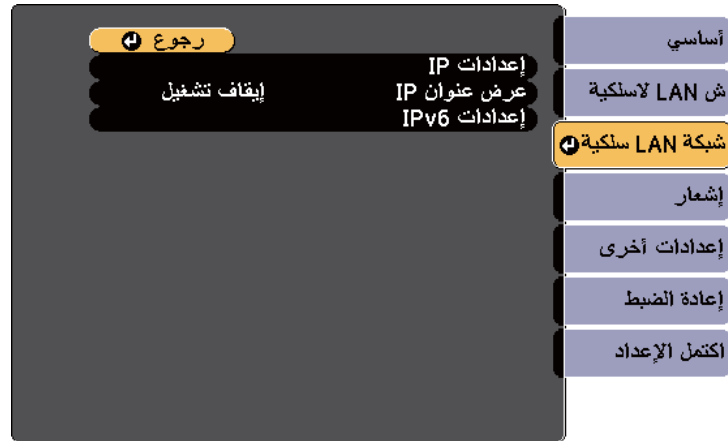 أساسي
ش LAN لاسلكية
شبكة LAN سلكية
إشعار
إعدادات أخرى
إعادة الضبط
اكتمل الإعداد
رجوع
إعدادات IP
عرض عنوان IP إيقاف تشغيل
إعدادات IPv6